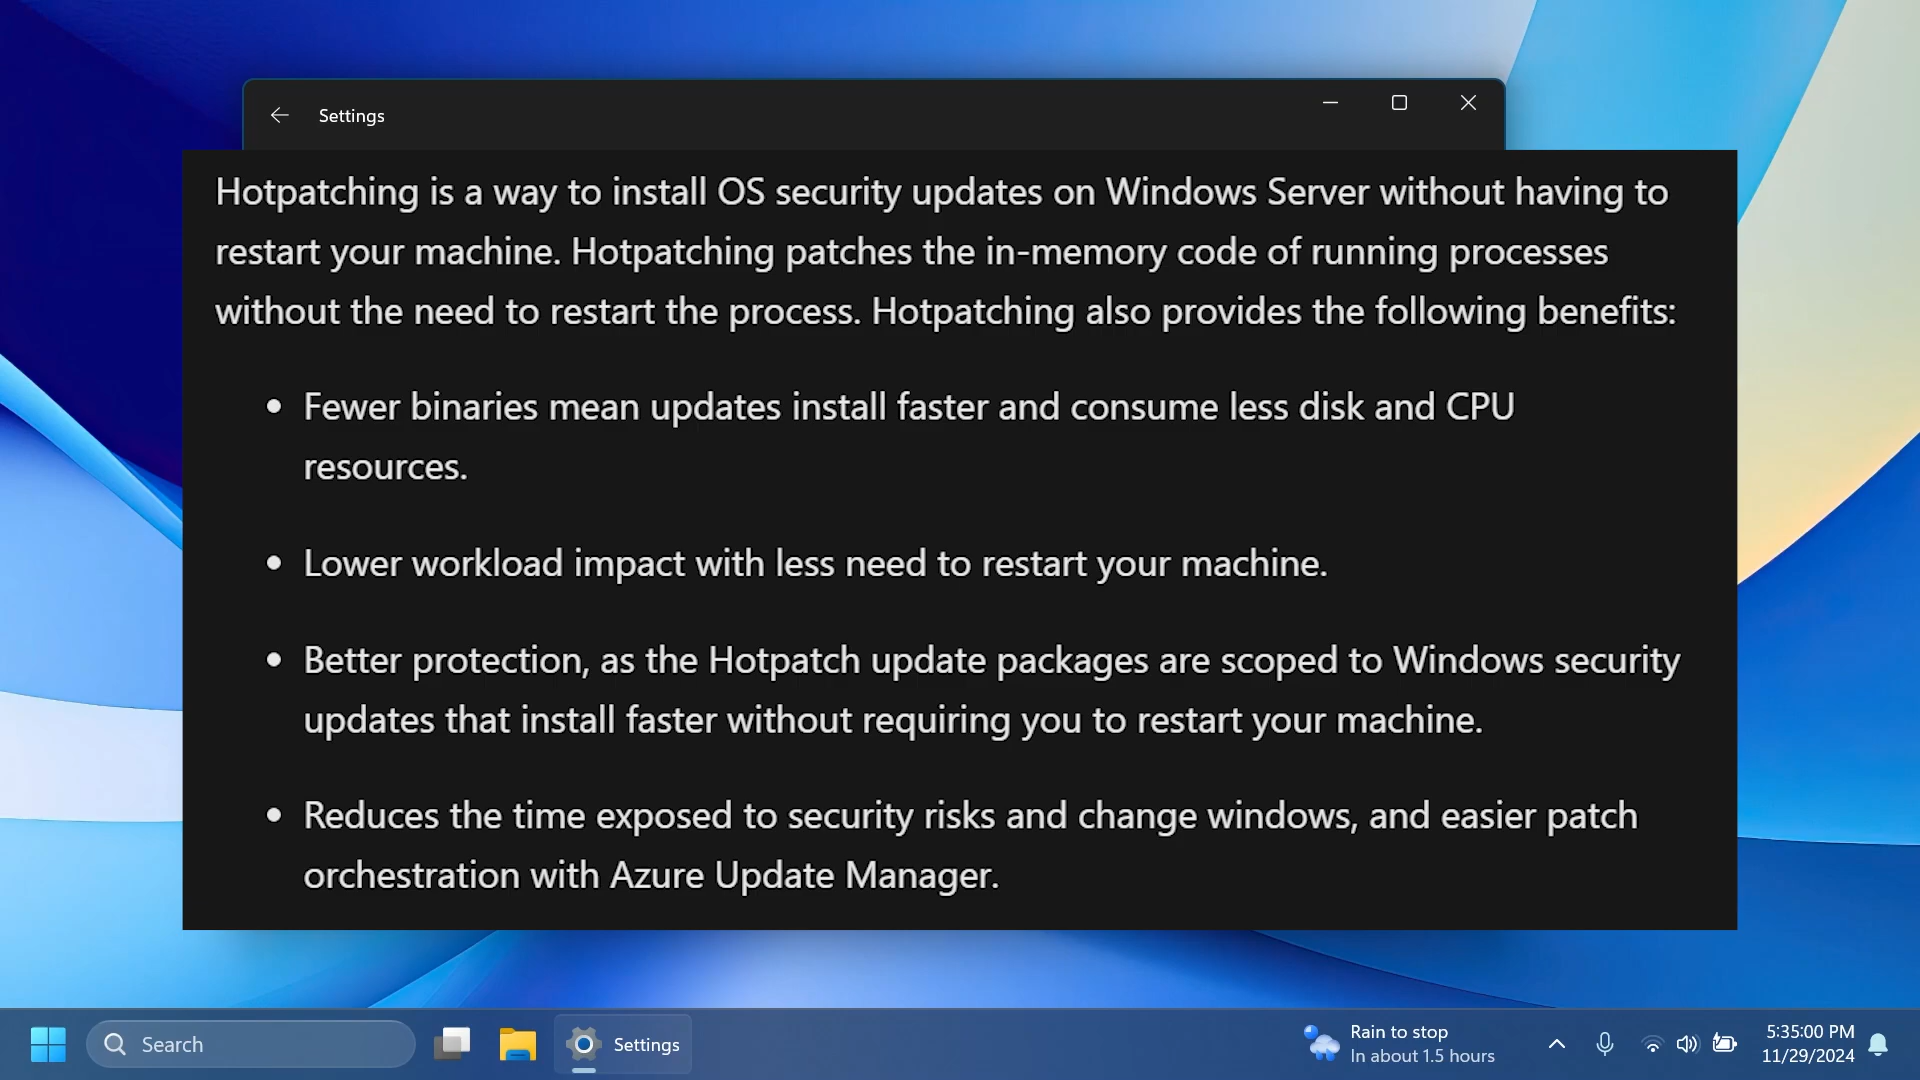 Settings
Hotpatching is a way to install OS security updates on Windows Server without having to
restart your machine. Hotpatching patches the in-memory code of running processes
without the need to restart the process. Hotpatching also provides the following benefits:
• Fewer binaries mean updates install faster and consume less disk and CPU
resources.
• Lower workload impact with less need to restart your machine.
• Better protection, as the Hotpatch update packages are scoped to Windows security
updates that install faster without requiring you to restart your machine.
• Reduces the time exposed to security risks and change windows, and easier patch
orchestration with Azure Update Manager.
Search
Settings
Rain to stop
In about 1.5 hours
5:35:00 PM
11/29/2024